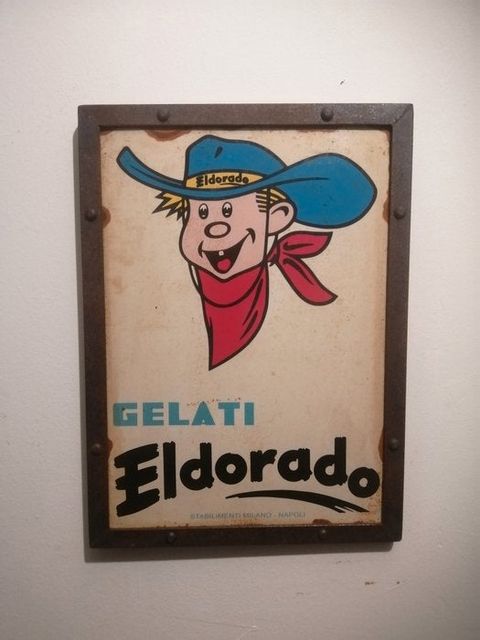 Eldorado
GELATI
Eldorado
STABILIMENTI MILANO - NAPOLI